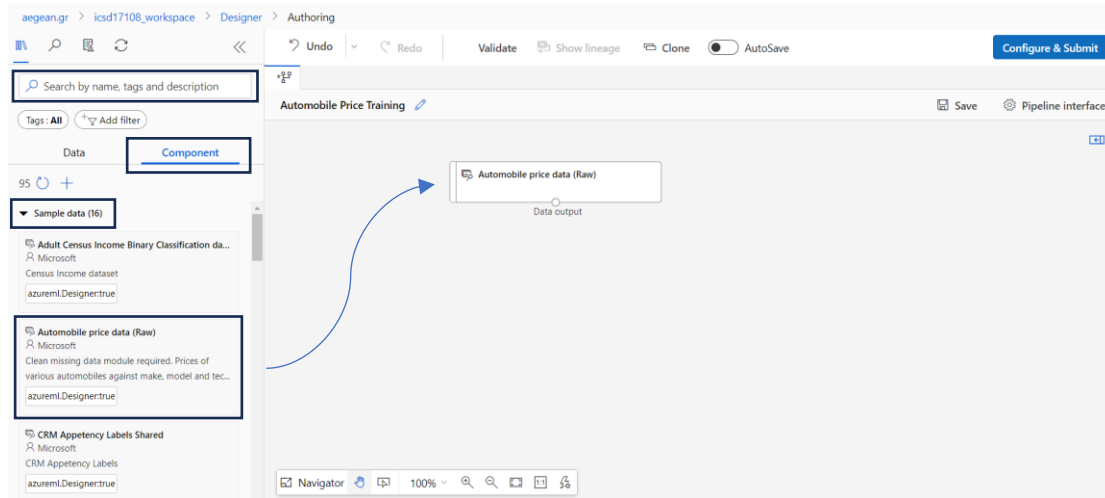 aegean.gr > icsd17108_workspace > Designer > Authoring
Undo Redo Validate Show lineage Clone AutoSave Configure & Submit
Search by name, tags and description
Tags : All Add filter
Automobile Price Training Save Pipeline interface
Data Component
95
Sample data (16)
Adult Census Income Binary Classification da...
Microsoft
Census Income dataset
azureml.Designer:true
Automobile price data (Raw)
Microsoft
Clean missing data module required. Prices of
various automobiles against make, model and tec...
azureml.Designer:true
CRM Appetency Labels Shared
Microsoft
CRM Appetency Labels
azureml.Designer:true
Automobile price data (Raw)
Data output
Navigator 100% 1:1